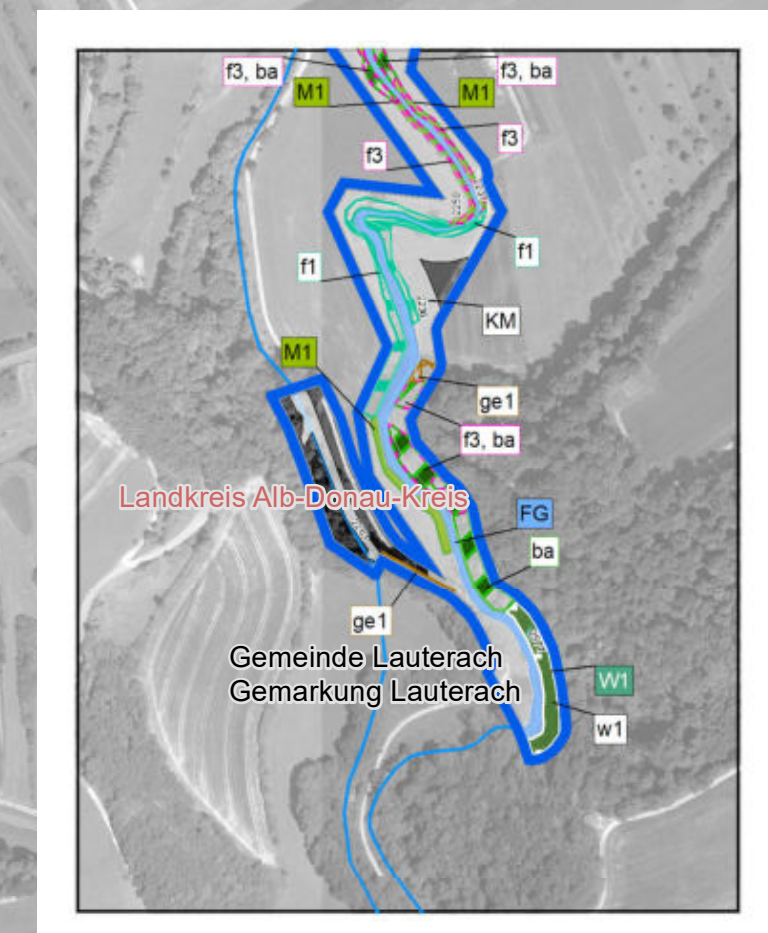 f3, ba
f3, ba
M1
M1
f3
f3
f1
f1
KM
M1
ge1
f3, ba
Landkreis Alb-Donau-Kreis
FG
ba
ge1
Gemeinde Lauterach
Gemarkung Lauterach
W1
w1